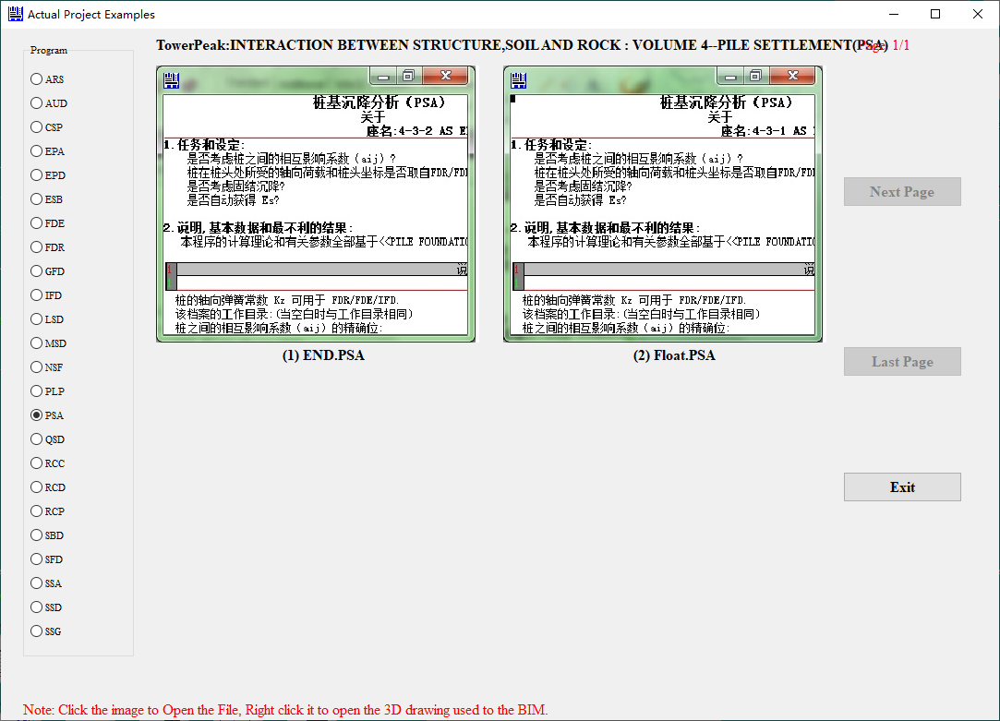 Actual Project Examples
Program
TowerPeak:INTERACTION BETWEEN STRUCTURE,SOIL AND ROCK : VOLUME 4--PILE SETTLEMENT(PSA)
Page 1/1
ARS
AUD
CSP
EPA
EPD
ESB
FDE
FDR
GFD
IFD
LSD
MSD
NSF
PLP
PSA
QSD
RCC
RCD
RCP
SBD
SFD
SSA
SSD
SSG
桩基沉降分析（PSA）
关于
座名:4-3-2 AS E
1.任务和设定:
是否考虑桩之间的相互影响系数（aij）?
桩在桩头处所受的轴向荷载和桩头坐标是否取自FDR/FD
是否考虑固结沉降?
是否自动获得 Es?
2.说明,基本数据和最不利的结果:
本程序的计算理论和有关参数全部基于<<PILE FOUNDATI
1
说
桩的轴向弹簧常数 Kz 可用于 FDR/FDE/IFD.
该档案的工作目录:(当空白时与工作目录相同)
桩之间的相互影响系数（aij）的精确位:
(1) END.PSA
桩基沉降分析（PSA）
关于
座名:4-3-1 AS
1.任务和设定:
是否考虑桩之间的相互影响系数（aij）?
桩在桩头处所受的轴向荷载和桩头坐标是否取自FDR/FD
是否考虑固结沉降?
是否自动获得 Es?
2.说明,基本数据和最不利的结果:
本程序的计算理论和有关参数全部基于<<PILE FOUNDATI
1
说
桩的轴向弹簧常数 Kz 可用于 FDR/FDE/IFD.
该档案的工作目录:(当空白时与工作目录相同)
桩之间的相互影响系数（aij）的精确位:
(2) Float.PSA
Next Page
Last Page
Exit
Note: Click the image to Open the File, Right click it to open the 3D drawing used to the BIM.